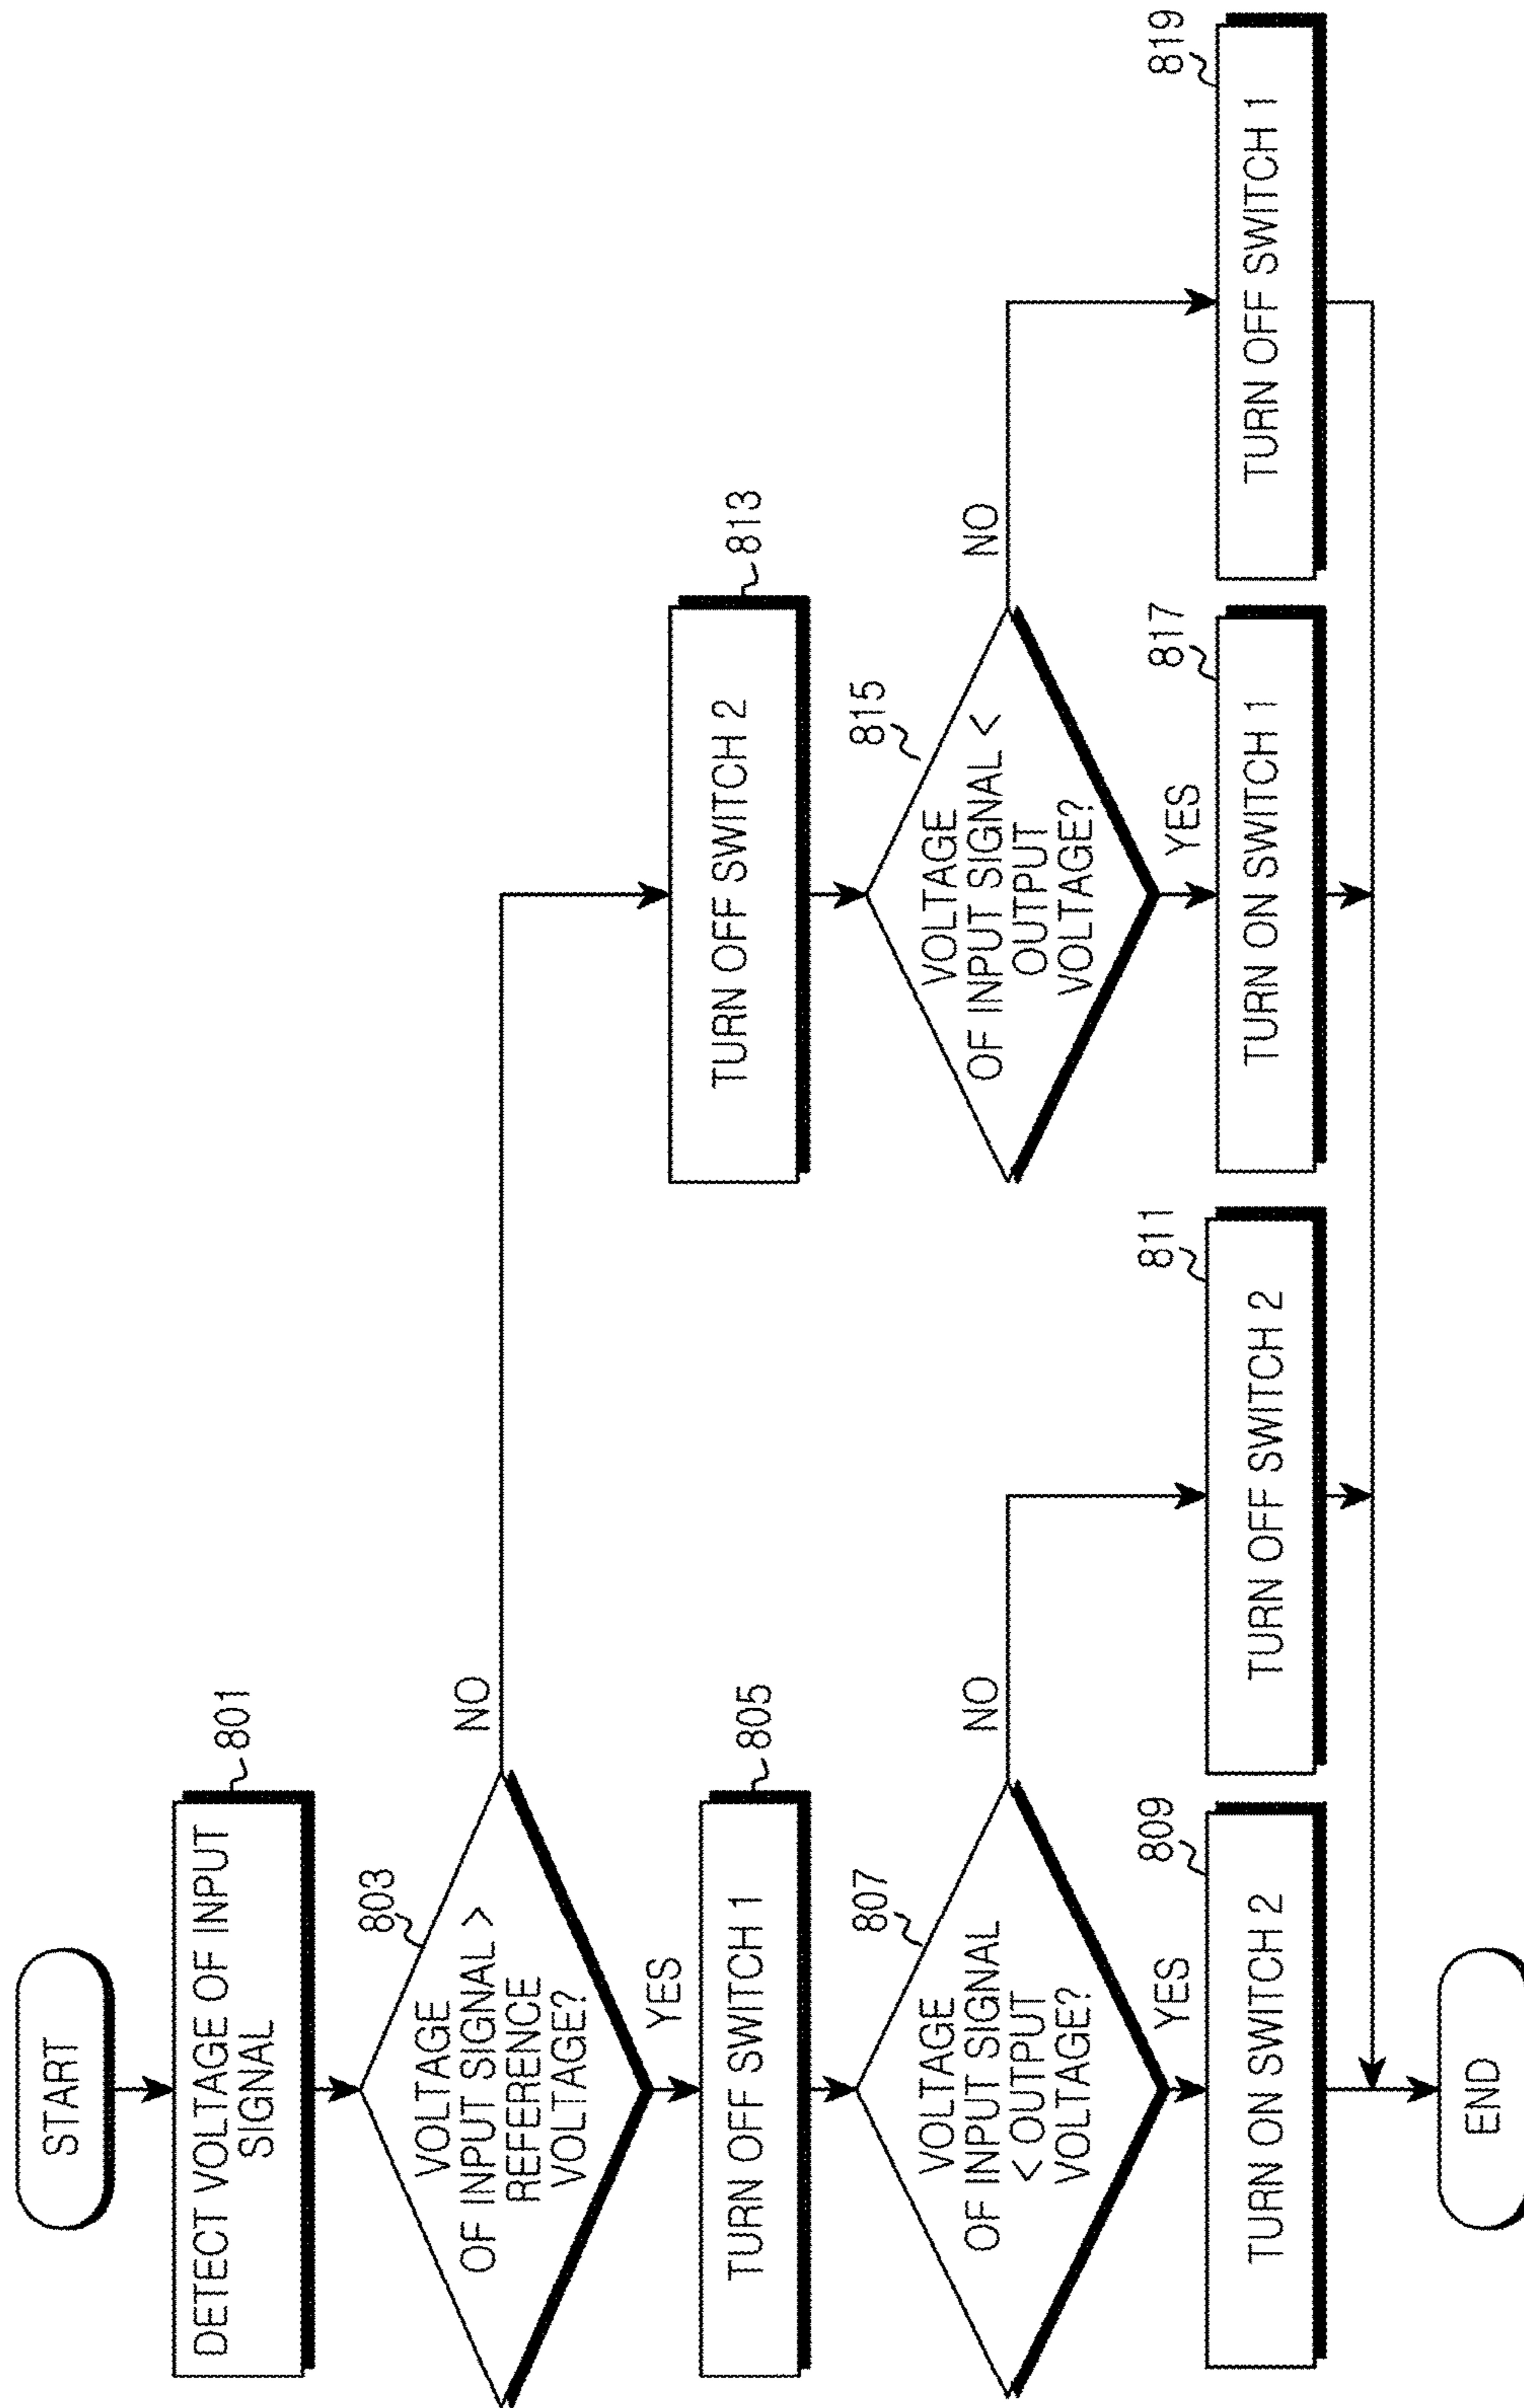 START
DETECT VOLTAGE OF INPUT
SIGNAL
801
803
VOLTAGE
OF INPUT SIGNAL >
REFERENCE
VOLTAGE?
NO
YES
TURN OFF SWITCH 1
805
807
VOLTAGE
OF INPUT SIGNAL
< OUTPUT
VOLTAGE?
NO
YES
809
TURN ON SWITCH 2
811
TURN OFF SWITCH 2
TURN OFF SWITCH 2
813
815
VOLTAGE
OF INPUT SIGNAL <
OUTPUT
VOLTAGE?
NO
YES
817
TURN ON SWITCH 1
819
TURN OFF SWITCH 1
END